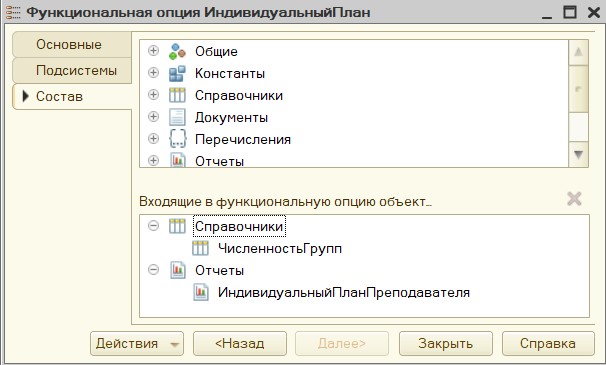 Функциональная опция ИндивидуальныйПлан
Основные
Подсистемы
Состав
Общие
Константы
Справочники
Документы
Перечисления
Отчеты
Входящие в функциональную опцию объект...
Справочники
ЧисленностьГрупп
Отчеты
ИндивидуальныйПланПреподавателя
Действия
<Назад
Далее>
Закрыть
Справка